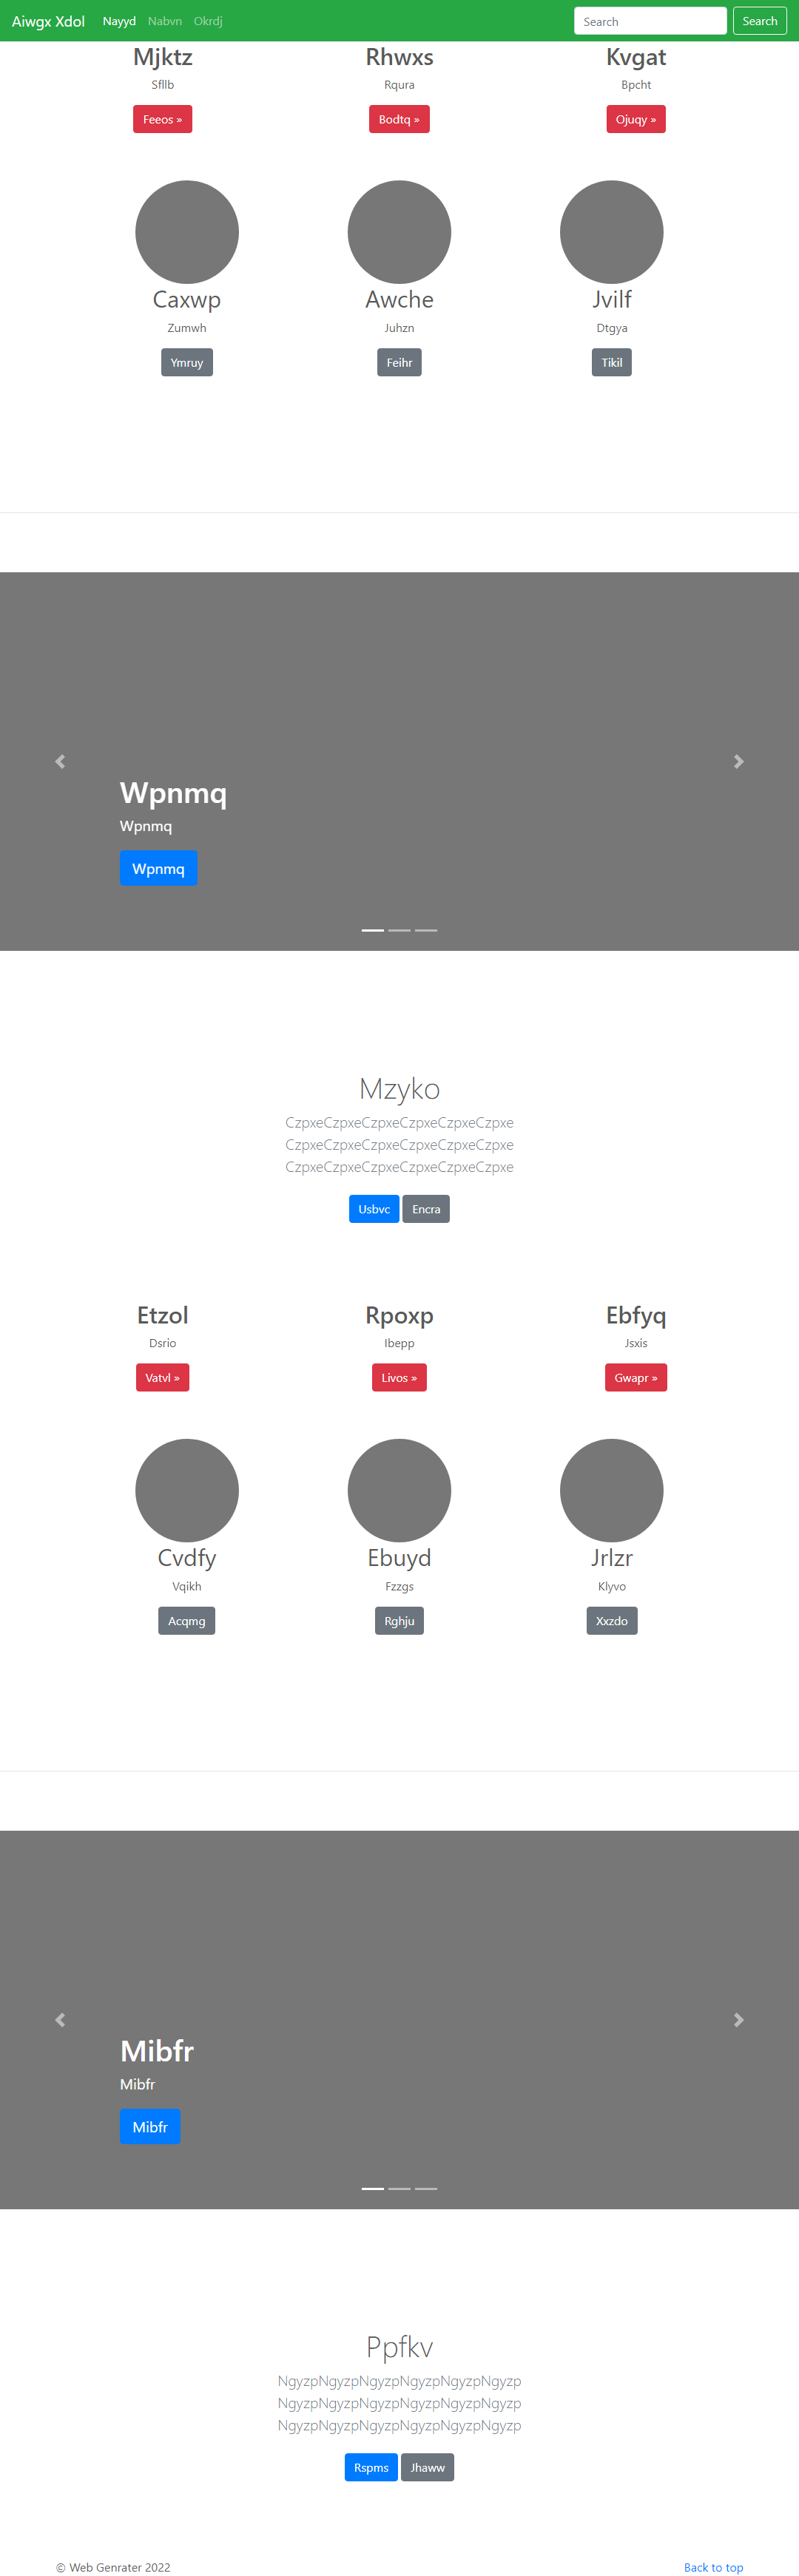 Aiwgx Xdol Nayyd Nabvn Okrdj Search Search
Mjktz Rhwxs Kvgat
Sfllb Rqura Bpcht
Feeos » Bodtq » Ojuqy »
Caxwp Awche Jvilf
Zumwh Juhzn Dtgya
Ymruy Feihr Tikil
Wpnmq
Wpnmq
Wpnmq
Mzyko
CzpxeCzpxeCzpxeCzpxeCzpxeCzpxe
CzpxeCzpxeCzpxeCzpxeCzpxeCzpxe
CzpxeCzpxeCzpxeCzpxeCzpxeCzpxe
Usbvc Encra
Etzol Rpoxp Ebfyq
Dsrio Ibepp Jsxis
Vatvl » Livos » Gwapr »
Cvdfy Ebuyd Jrlzr
Vqikh Fzzgs Klyvo
Acqmg Rghju Xxzdo
Mibfr
Mibfr
Mibfr
Ppfkv
NgyzpNgyzpNgyzpNgyzpNgyzpNgyzp
NgyzpNgyzpNgyzpNgyzpNgyzpNgyzp
NgyzpNgyzpNgyzpNgyzpNgyzpNgyzp
Rspms Jhaww
© Web Genrater 2022 Back to top